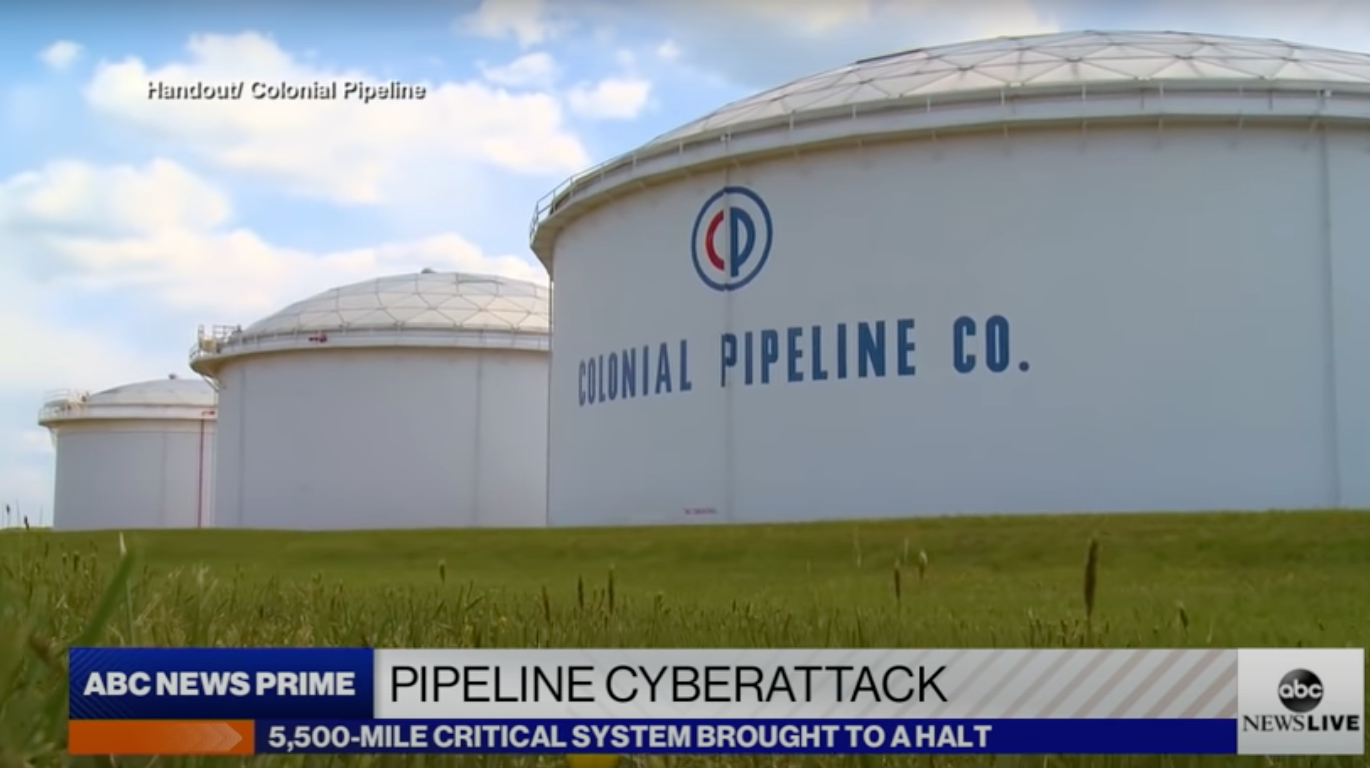 Handout/ Colonial Pipeline
CP
COLONIAL PIPELINE CO.
ABC NEWS PRIME
PIPELINE CYBERATTACK
abc
NEWSLIVE
5,500-MILE CRITICAL SYSTEM BROUGHT TO A HALT